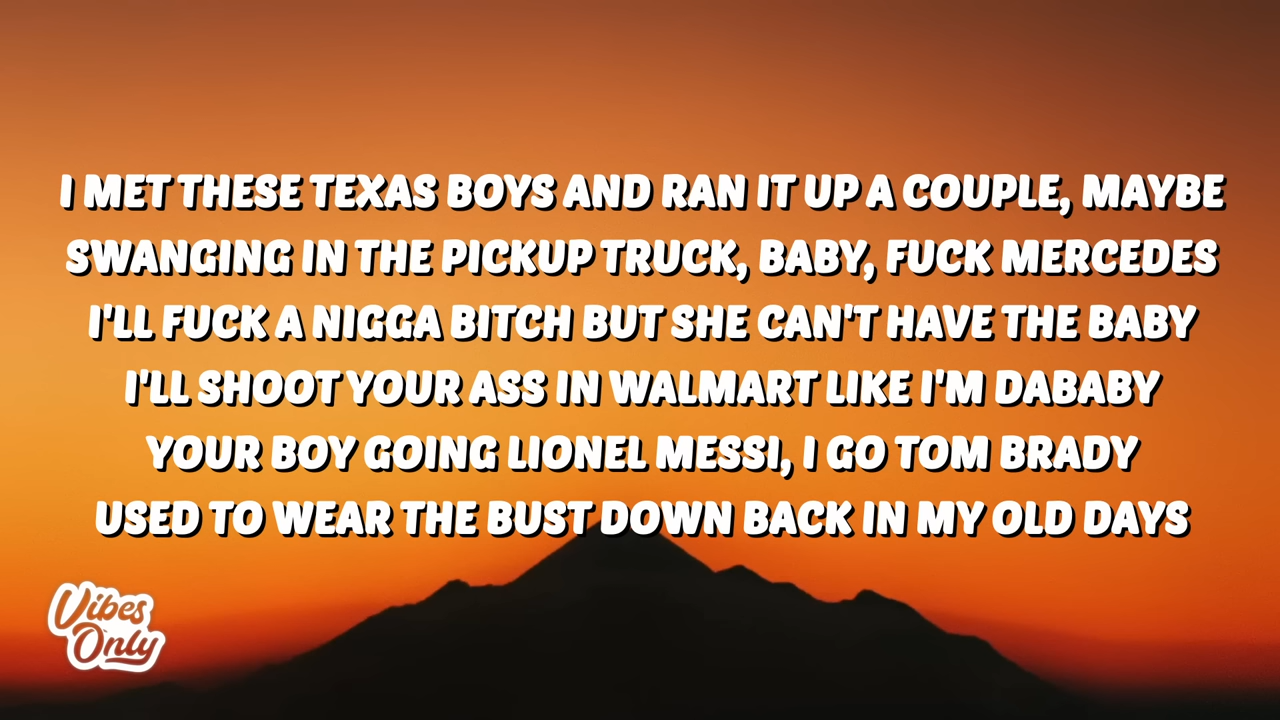 I MET THESE TEXAS BOYS AND RAN IT UP A COUPLE, MAYBE
SWANGING IN THE PICKUP TRUCK, BABY, FUCK MERCEDES
I'LL FUCK A NIGGA BITCH BUT SHE CAN'T HAVE THE BABY
I'LL SHOOT YOUR ASS IN WALMART LIKE I'M DABABY
YOUR BOY GOING LIONEL MESSI, I GO TOM BRADY
USED TO WEAR THE BUST DOWN BACK IN MY OLD DAYS
Vibes
Only